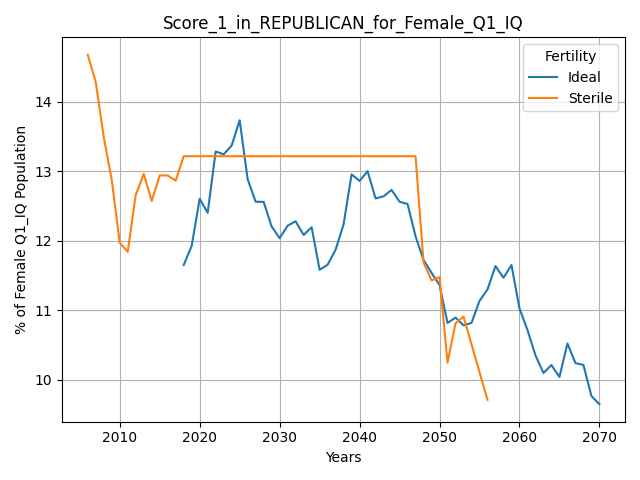 Score_1_in_REPUBLICAN_for_Female_Q1_IQ
Fertility
Ideal
Sterile
% of Female Q1_IQ Population
14
13
12
11
10
2010 2020 2030 2040 2050 2060 2070
Years